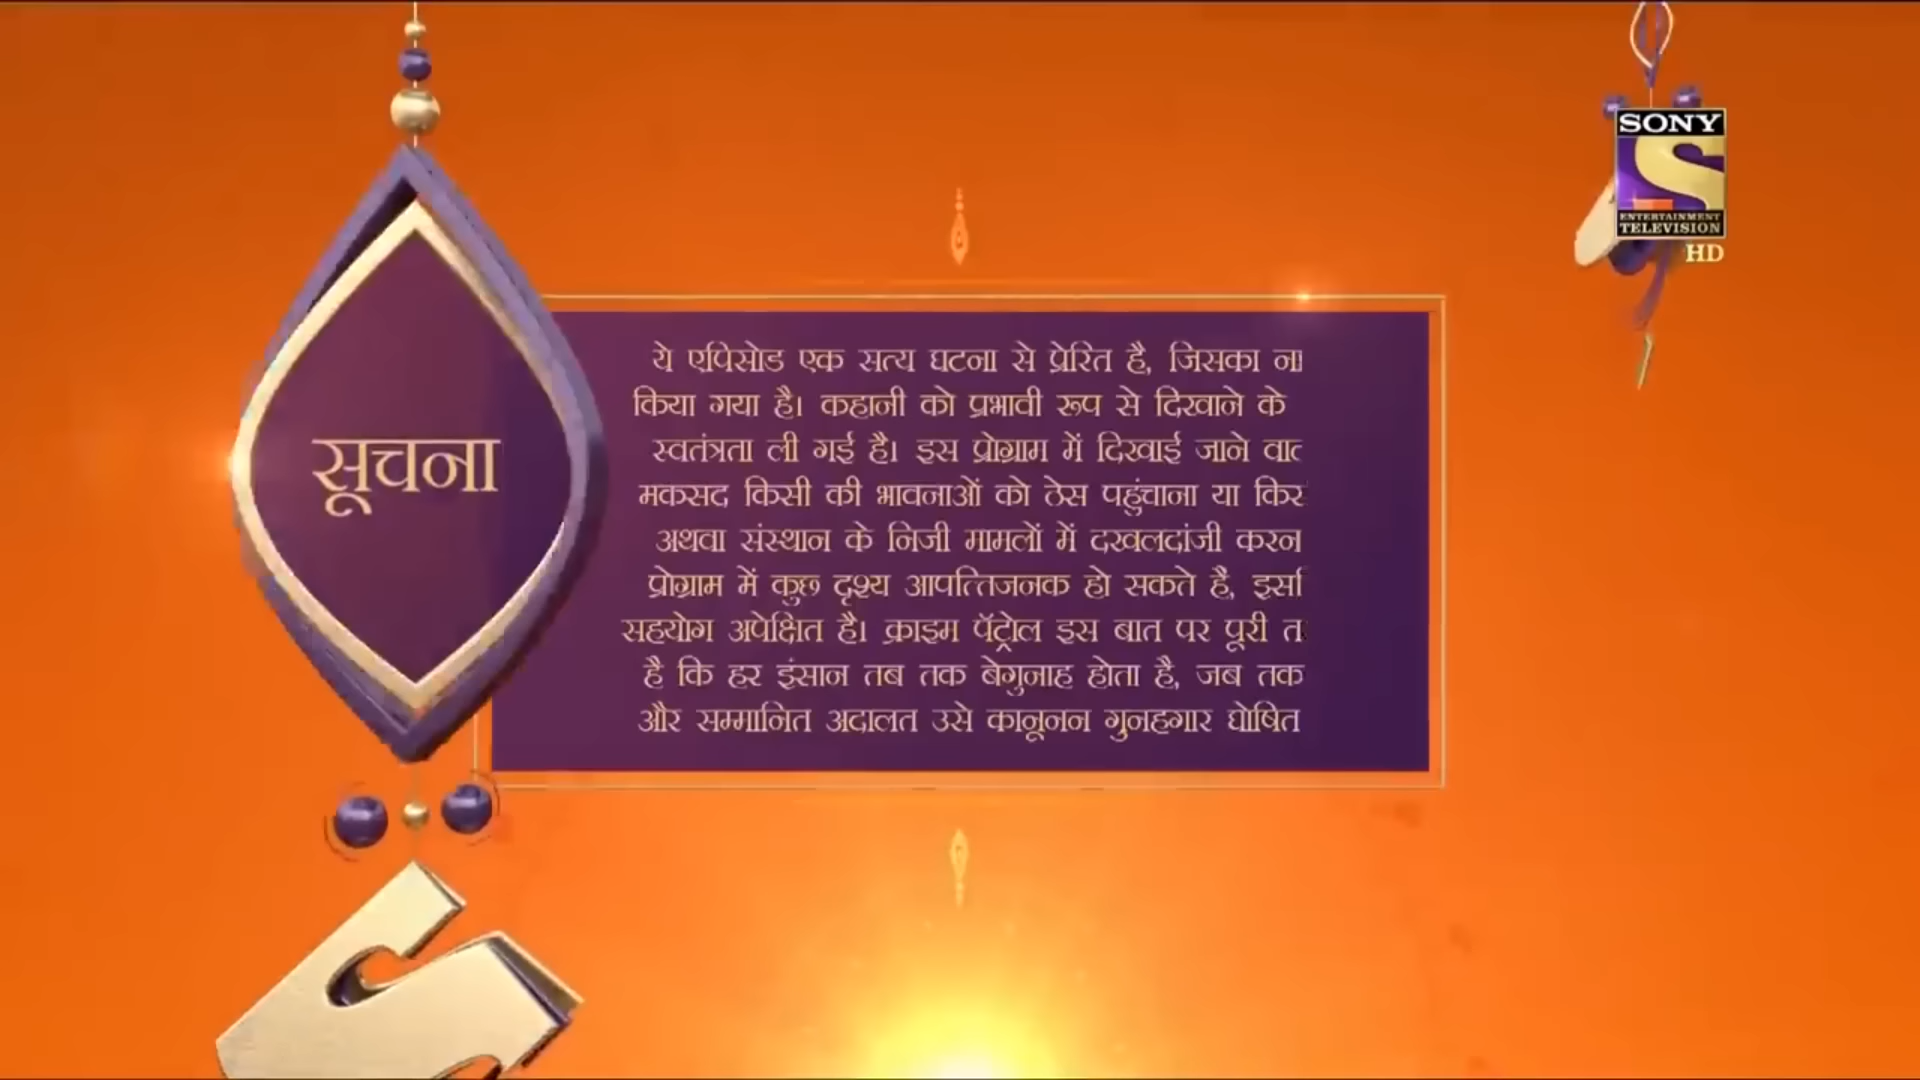 सूचना
ये एपिसोड एक सत्य घटना से प्रेरित है, जिसका
किया गया है। कहानी को प्रभावी रूप से दिखाने के
स्वतंत्रता ली गई है। इस प्रोग्राम में दिखाई जाने
मकसद किसी की भावनाओं को ठेस पहुंचाना या
अथवा संस्थान के निजी मामलों में दखलदांजी
प्रोग्राम में कुछ दृश्य आपत्तिजनक हो सकते है,
सहयोग अपेक्षित है। क्राइम पॅट्रोल इस बात पर पूरी
है कि हर इंसान तब तक बेगुनाह होता है, जब तक
और सम्मानित अदालत उसे कानूनन गुनहगार घोषित
SONY
ENTERTAINMENT
TELEVISION
HD